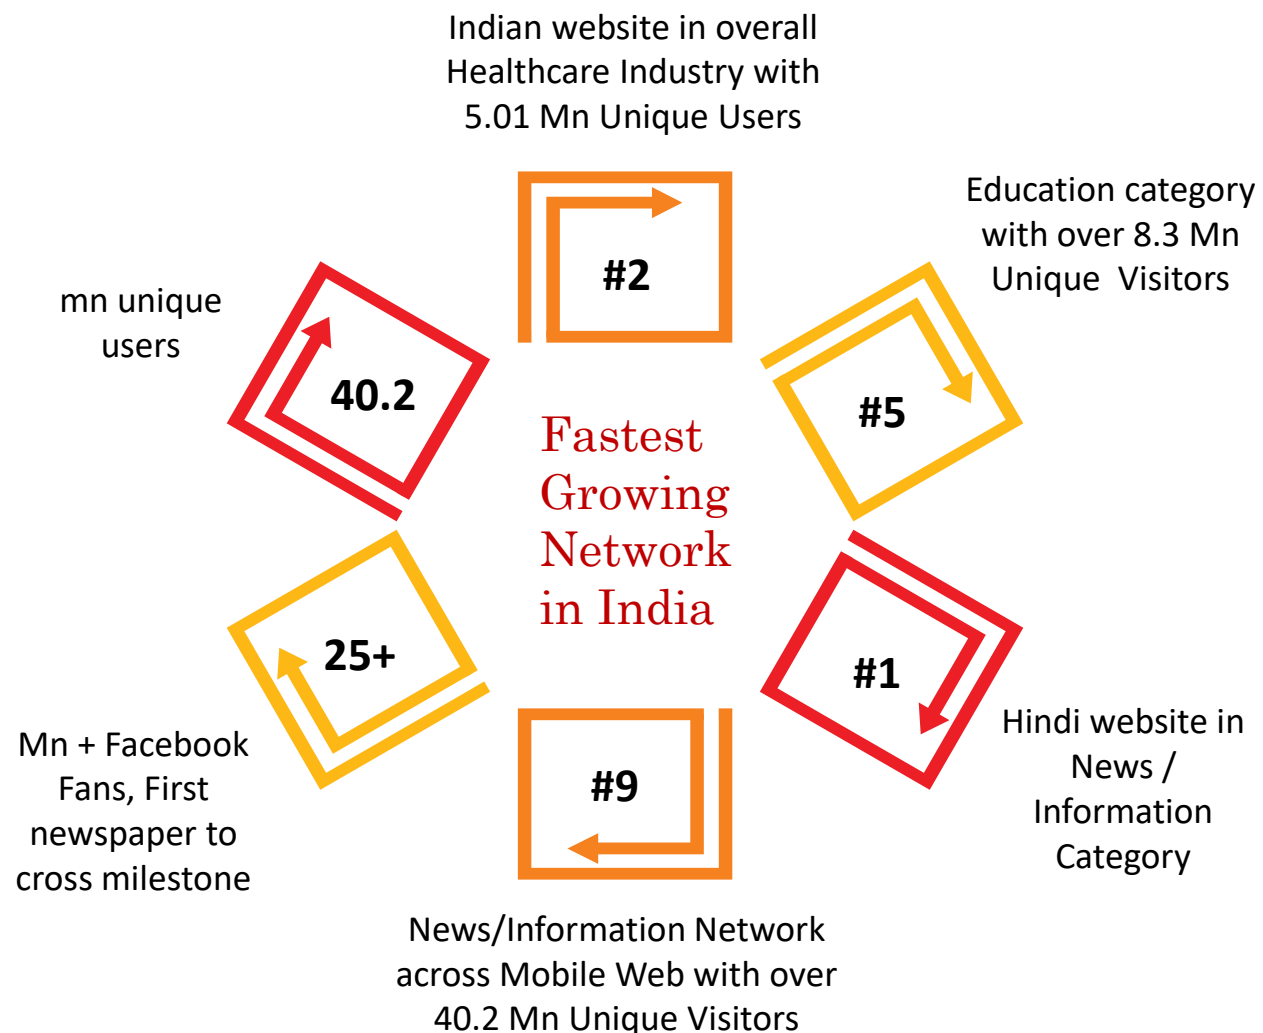 Indian website in overall
Healthcare Industry with
5.01 Mn Unique Users
#2
Education category
with over 8.3 Mn
Unique  Visitors
#5
#1
Hindi website in
News /
Information
Category
#9
News/Information Network
across Mobile Web with over
40.2 Mn Unique Visitors
25+
Mn + Facebook
Fans, First
newspaper to
cross milestone
mn unique
users
40.2
Fastest
Growing
Network
in India